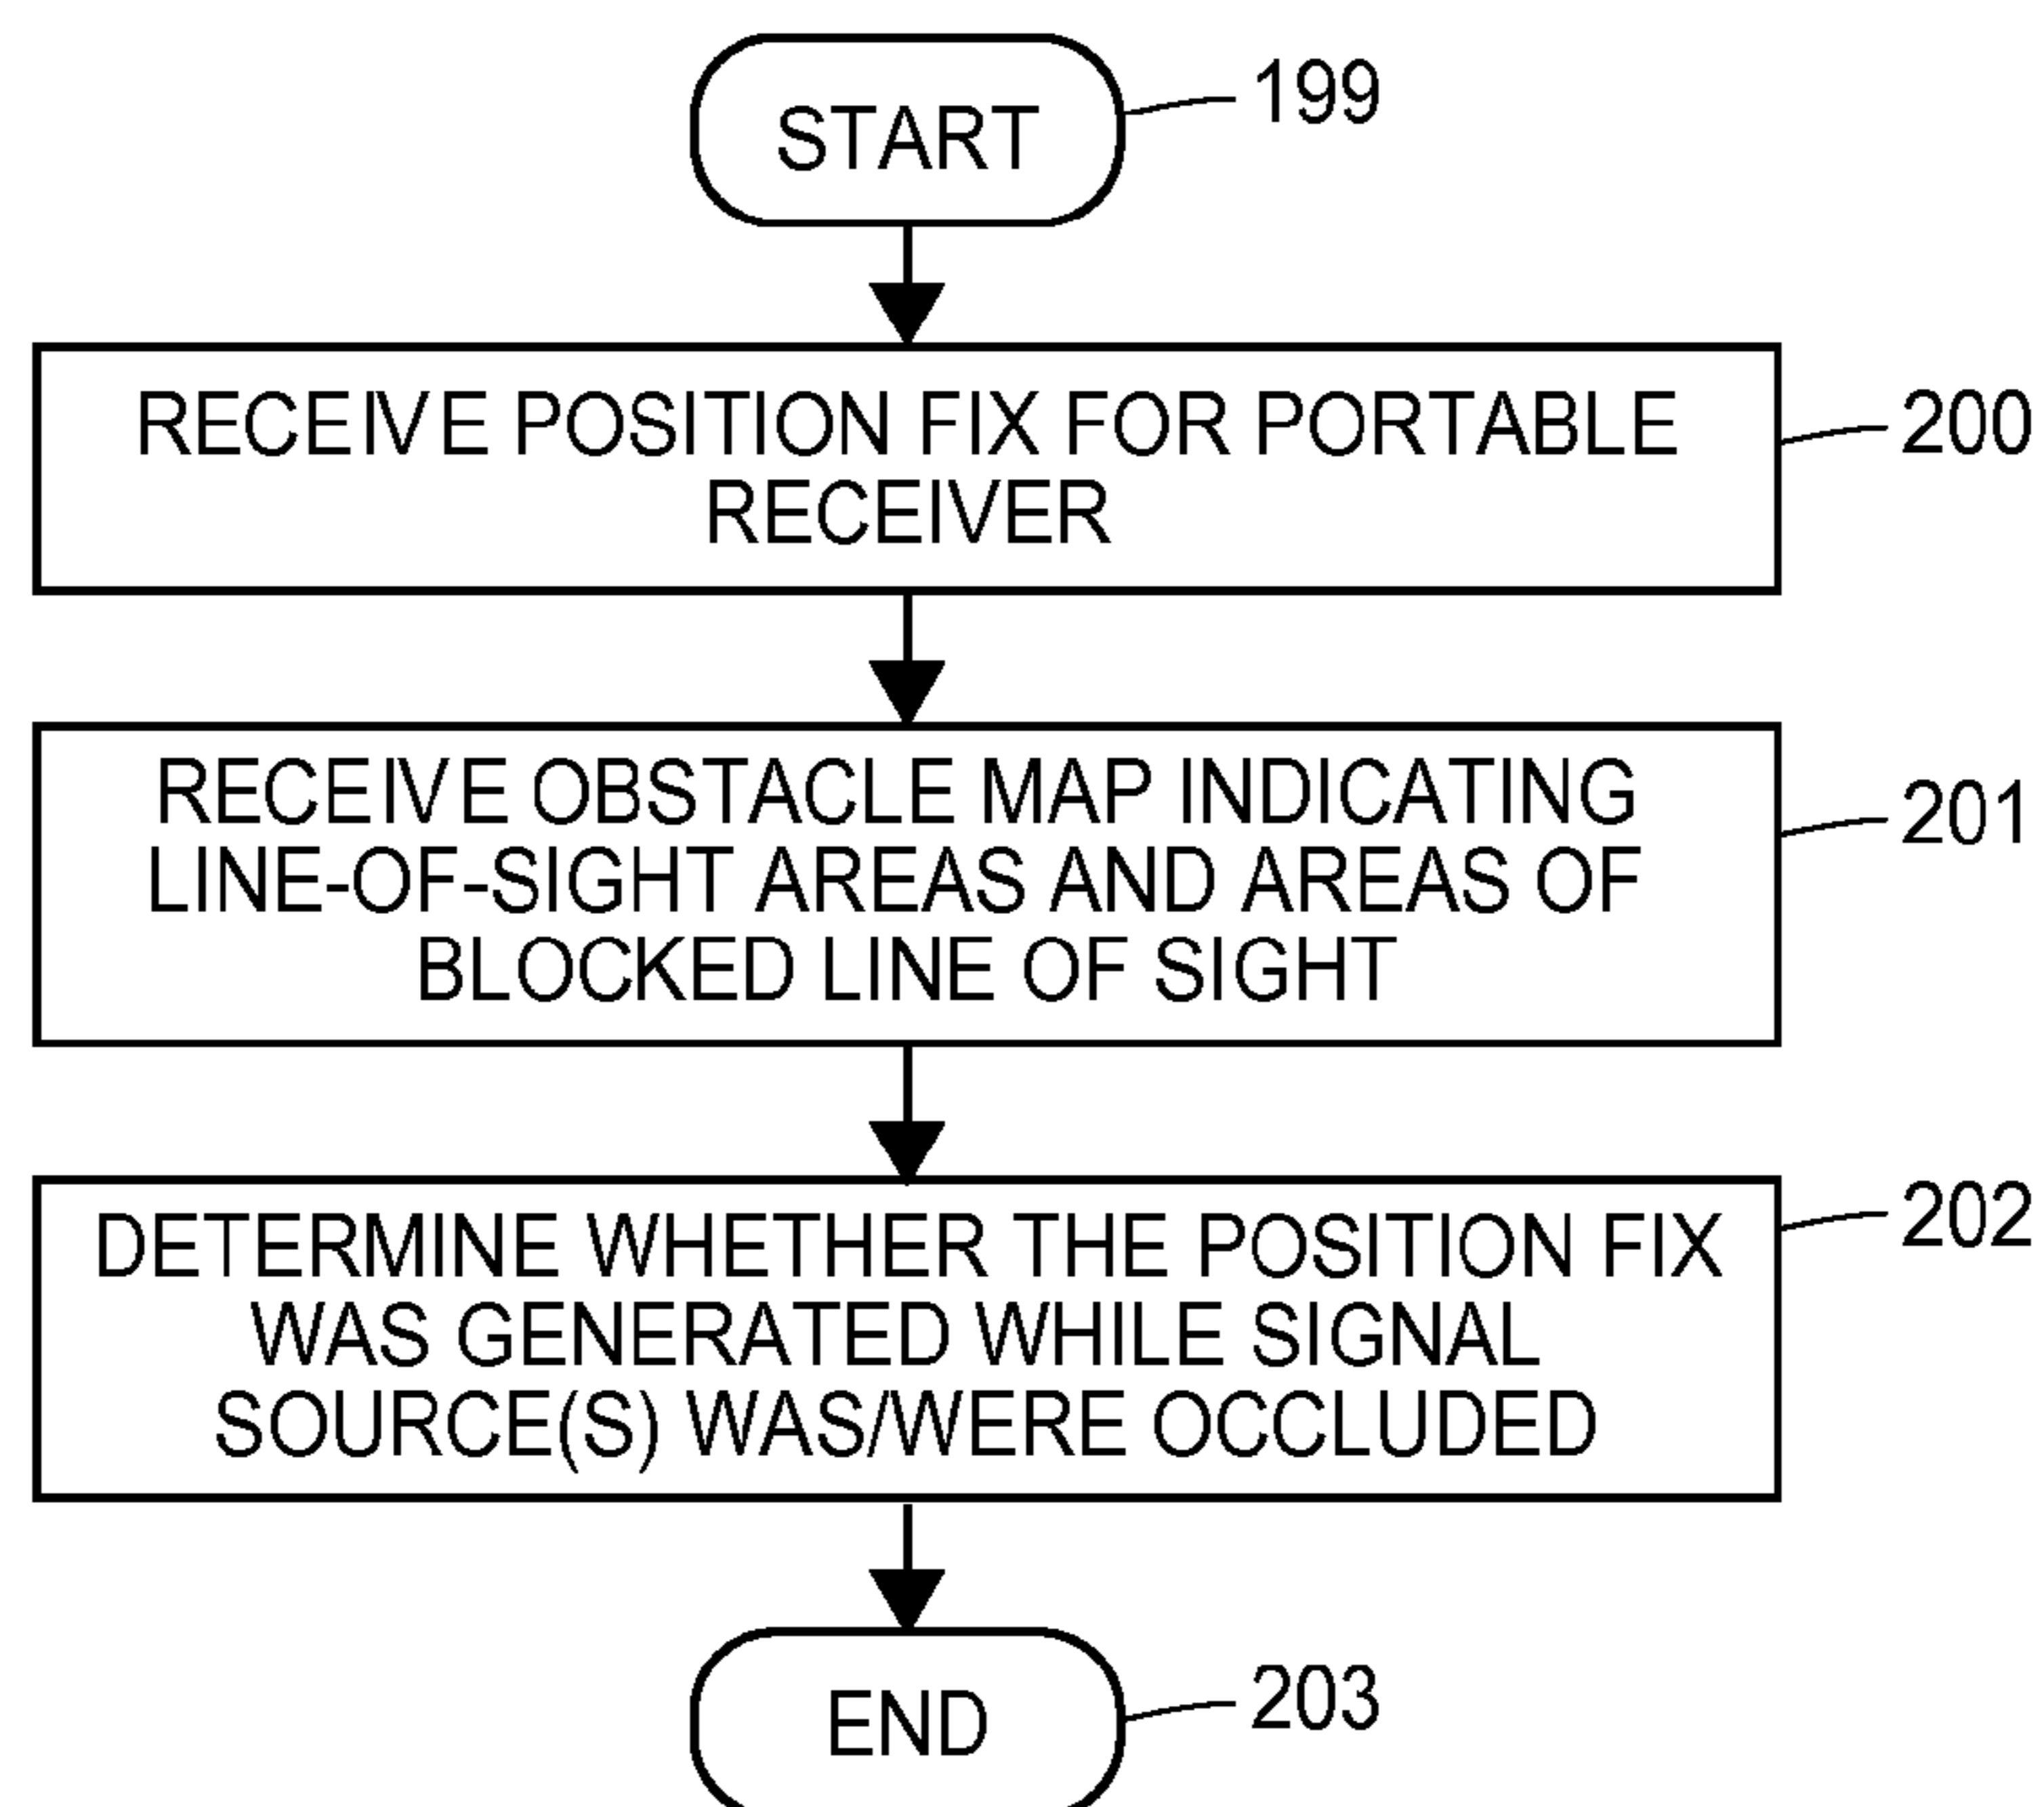 START
199
RECEIVE POSITION FIX FOR PORTABLE
RECEIVER
200
RECEIVE OBSTACLE MAP INDICATING
LINE-OF-SIGHT AREAS AND AREAS OF
BLOCKED LINE OF SIGHT
201
DETERMINE WHETHER THE POSITION FIX
WAS GENERATED WHILE SIGNAL
SOURCE(S) WAS/WERE OCCLUDED
202
END
203